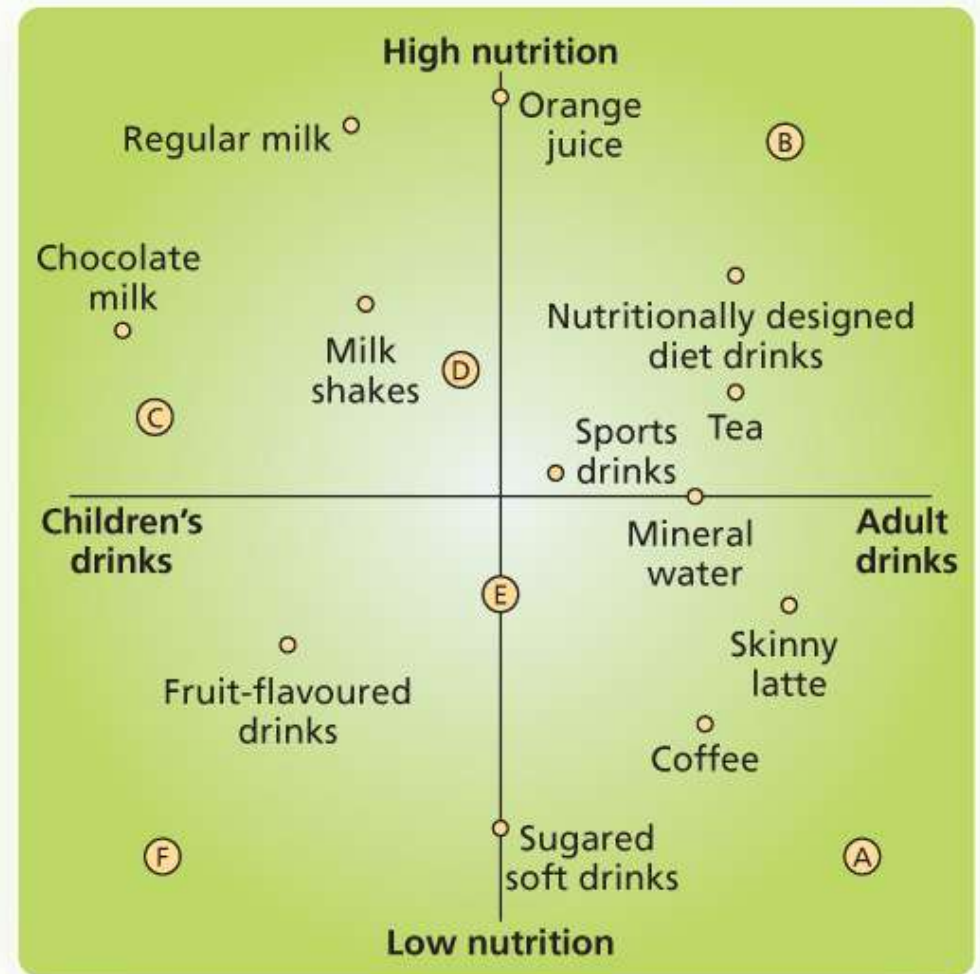 High nutrition
Orange
juice
Regular milk
B
Chocolate
milk
Nutritionally designed
diet drinks
Milk
shakes
D
C
Tea
Sports
drinks
Children's
drinks
Adult
drinks
Mineral
water
E
Skinny
latte
Fruit-flavoured
drinks
Coffee
Sugared
soft drinks
F
A
Low nutrition